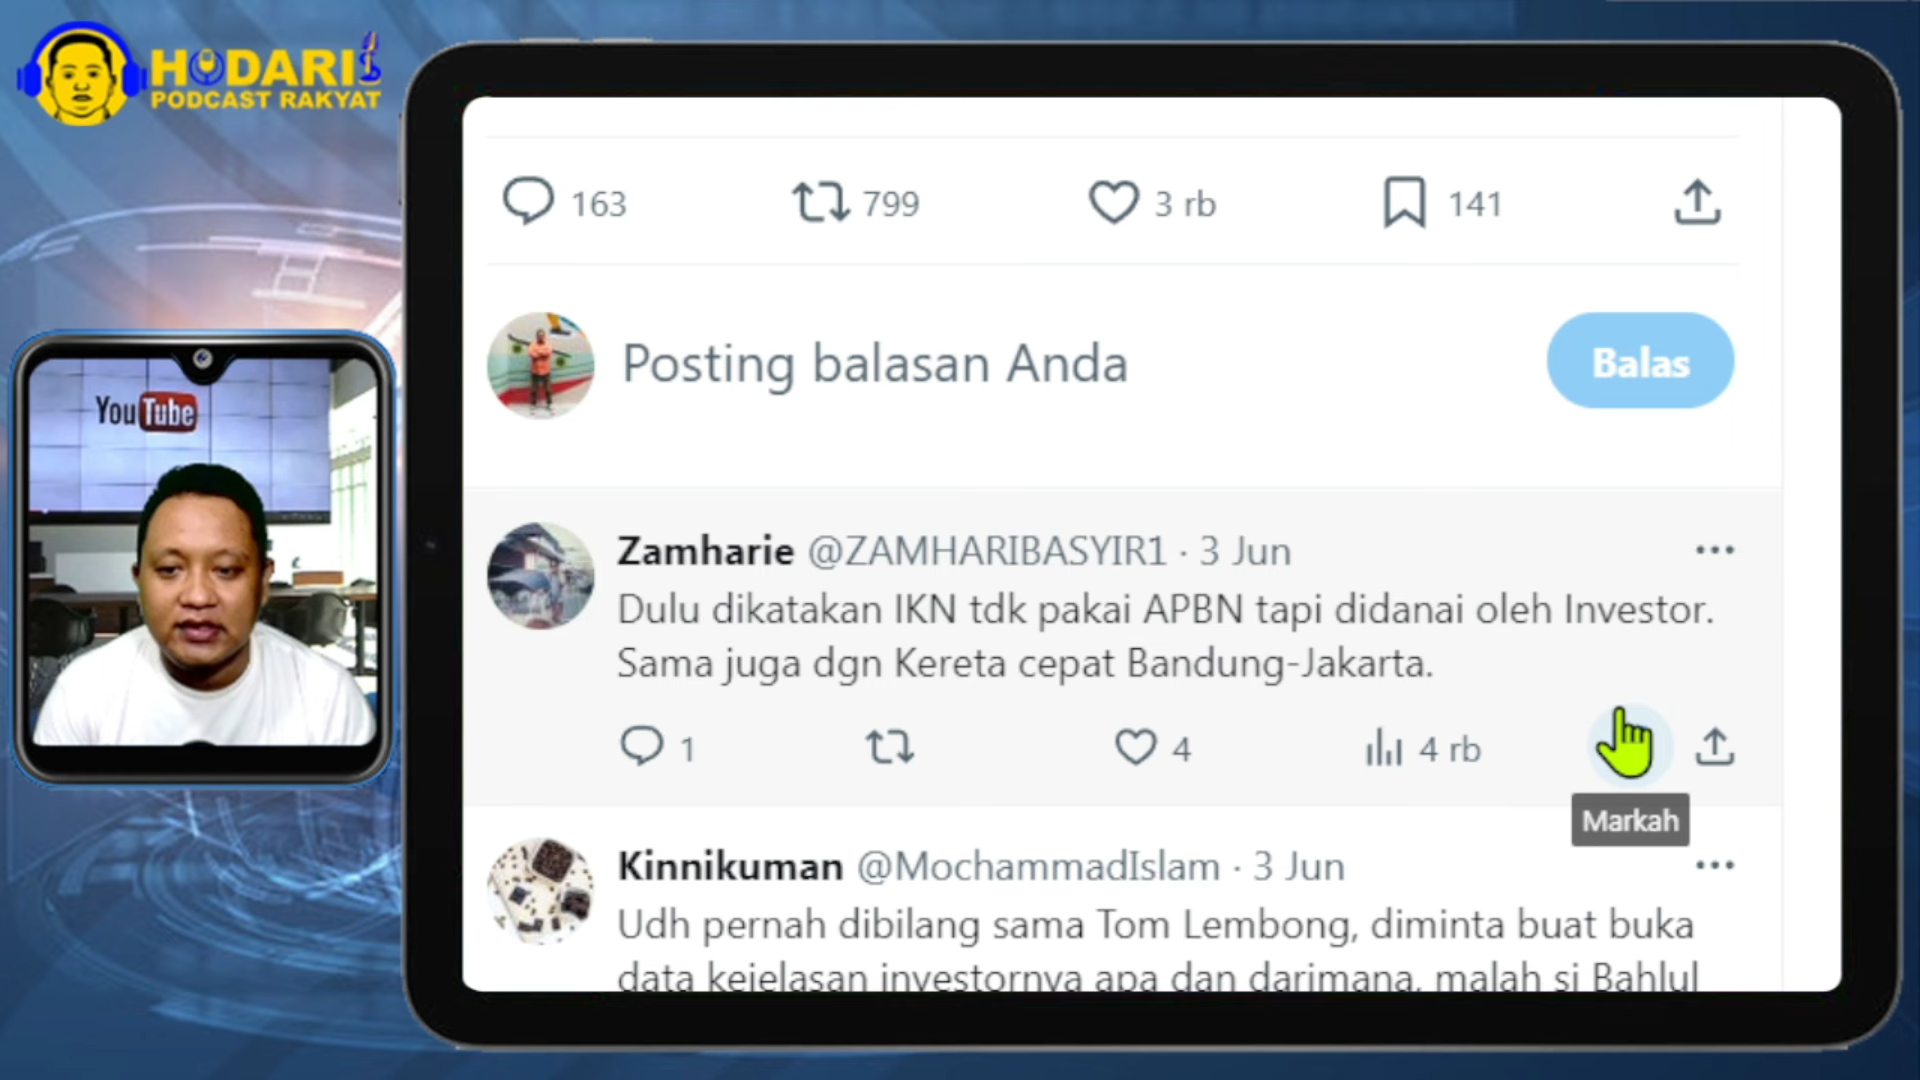 HODARI
PODCAST RAKYAT
163 799 3 rb 141
Posting balasan Anda
Balas
YouTube
Zamharie @ZAMHARIBASYIR1 · 3 Jun
Dulu dikatakan IKN tdk pakai APBN tapi didanai oleh Investor.
Sama juga dgn Kereta cepat Bandung-Jakarta.
1 4 4 rb
Markah
Kinnikuman @MochammadIslam · 3 Jun
Udh pernah dibilang sama Tom Lembong, diminta buat buka
data kejelasan investornya apa dan darimana, malah si Bahlul